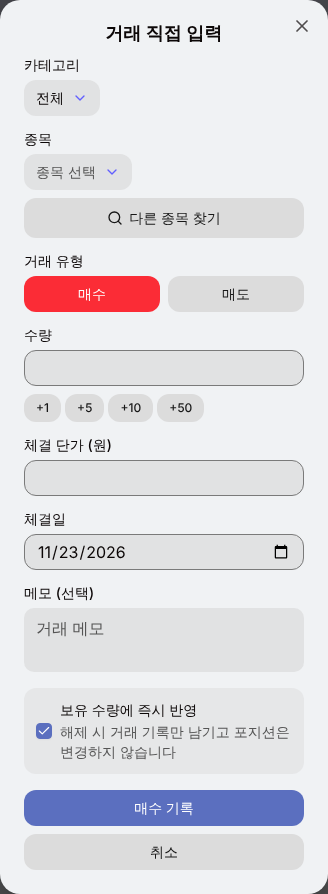 거래 직접 입력
카테고리
전체
종목
종목 선택
다른 종목 찾기
거래 유형
매수 매도
수량
+1 +5 +10 +50
체결 단가 (원)
체결일
11/23/2026
메모 (선택)
거래 메모
보유 수량에 즉시 반영
해제 시 거래 기록만 남기고 포지션은
변경하지 않습니다
매수 기록
취소